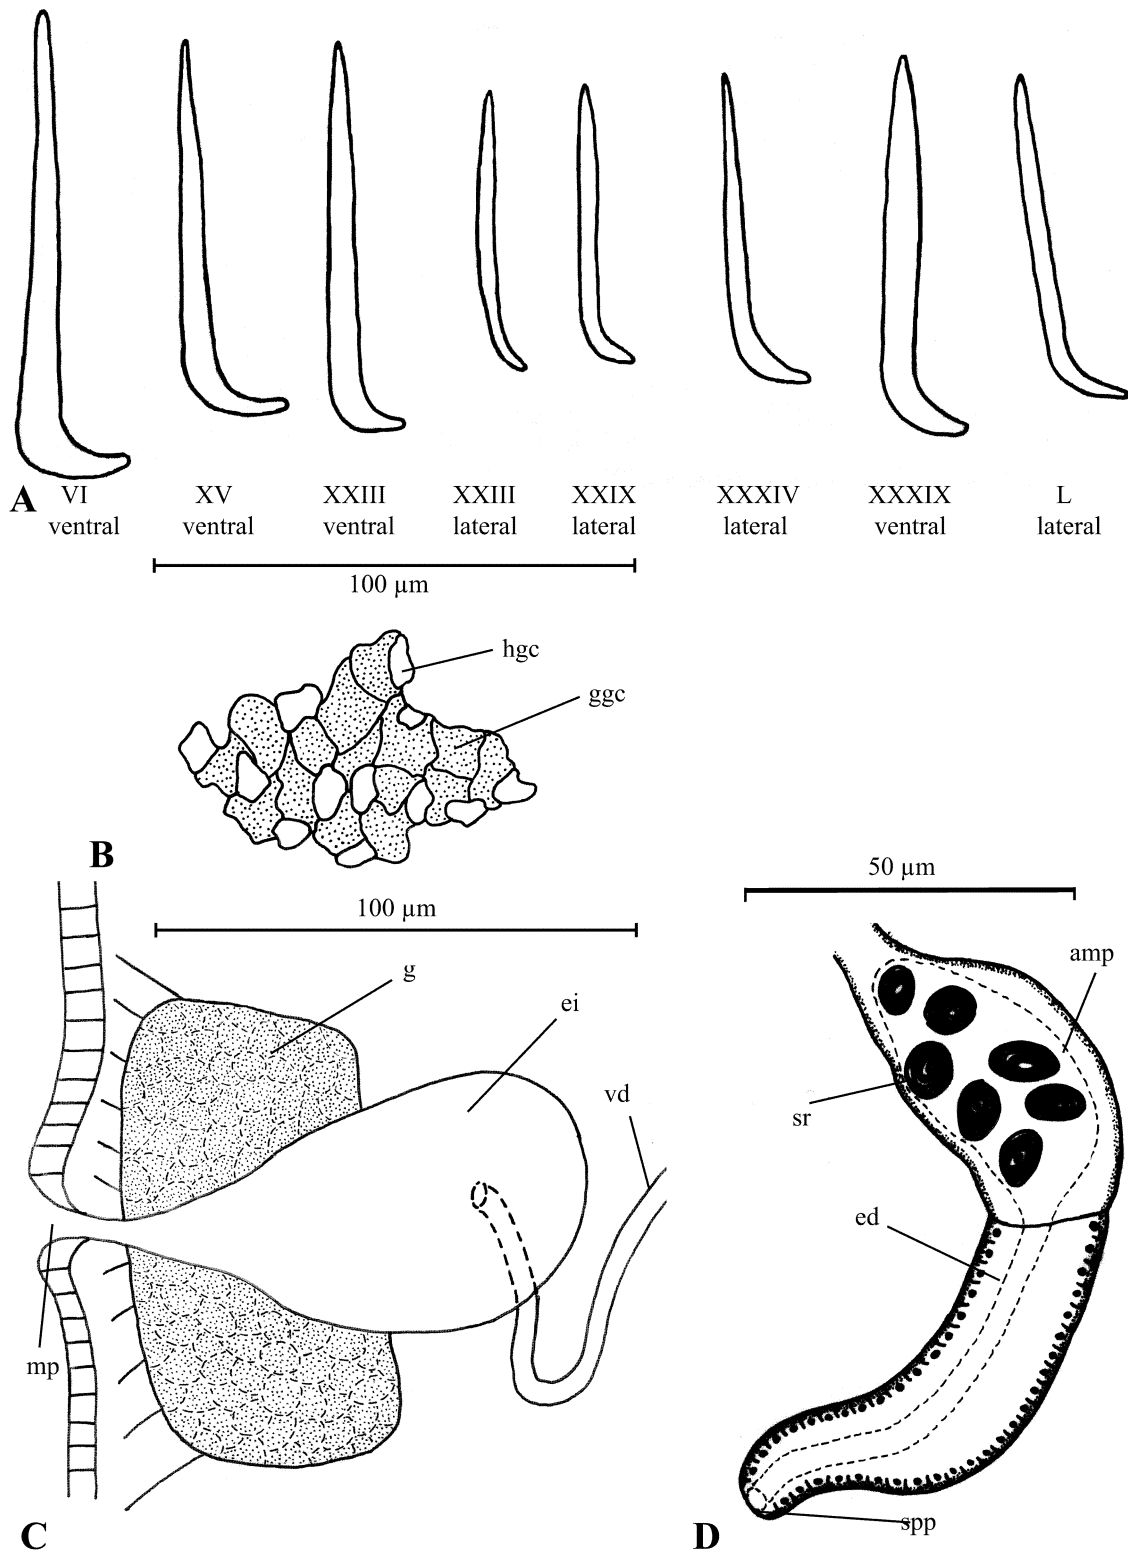 A
VI
ventral
XV
ventral
XXIII
ventral
XXIII
lateral
XXIX
lateral
XXXIV
lateral
XXXIX
ventral
L
lateral
100 µm
hgc
ggc
B
100 µm
g
ei
vd
mp
C
50 µm
amp
sr
ed
spp
D